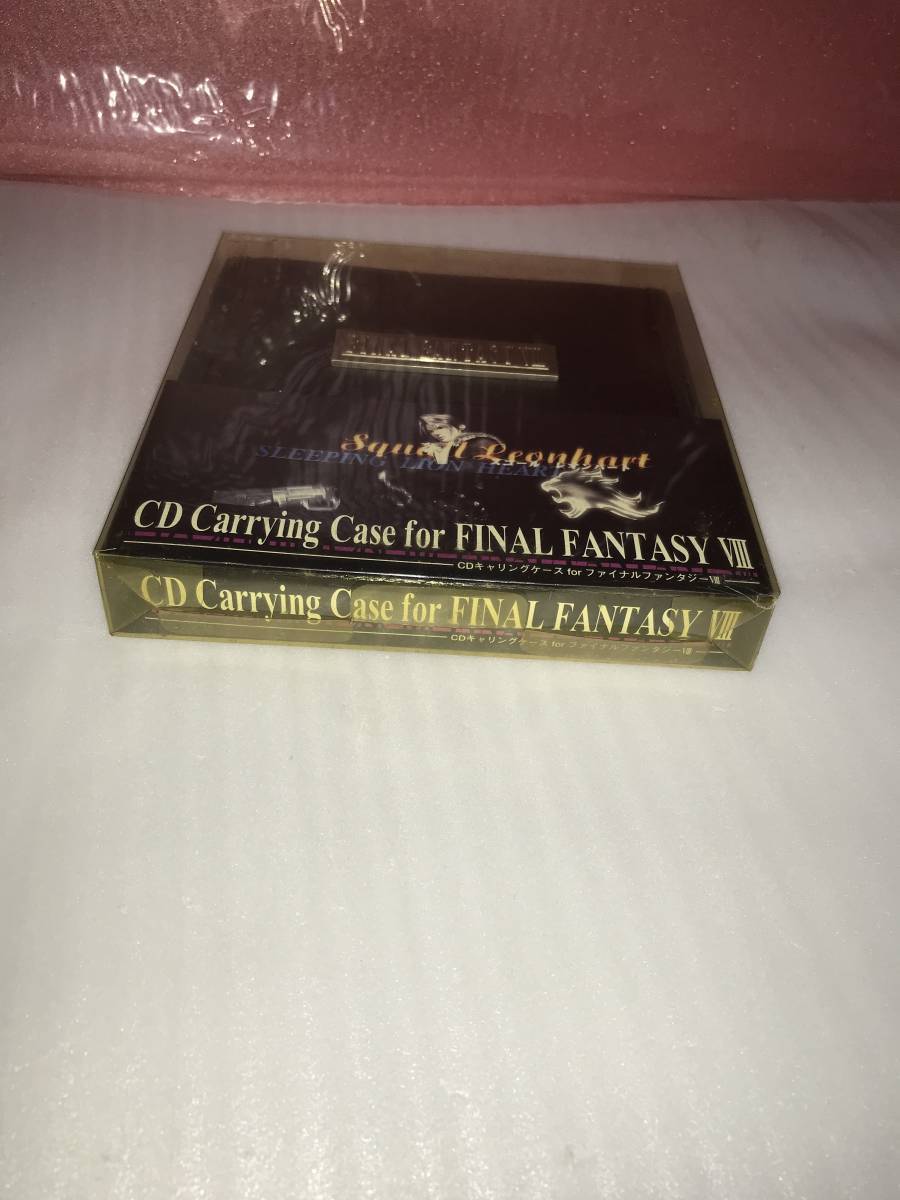 FINAL FANTASY VIII
Squall Leonhart
SLEEPING LION HEART
CD Carrying Case for FINAL FANTASY VIII
CDキャリングケース for ファイナルファンタジーVIII
CD Carrying Case for FINAL FANTASY VIII
CDキャリングケース for ファイナルファンタジーVIII